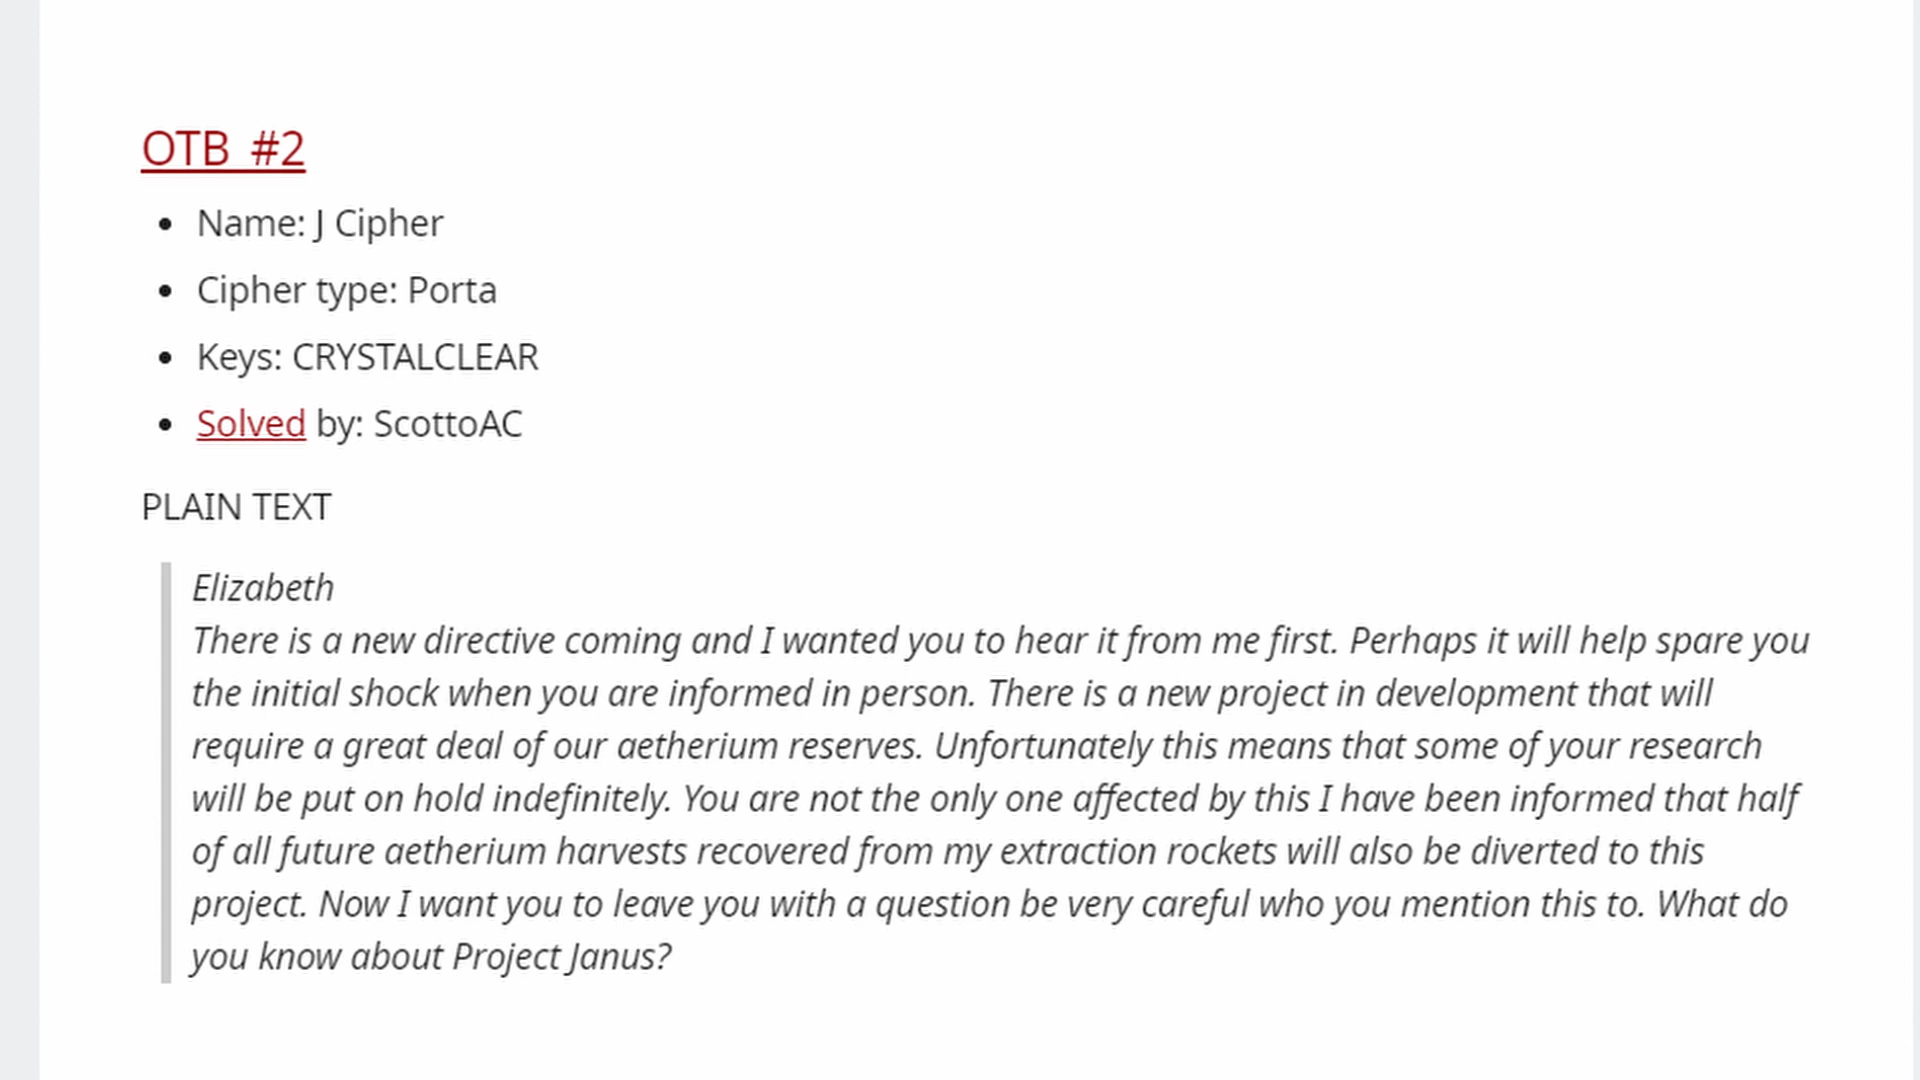 OTB #2
• Name: J Cipher
• Cipher type: Porta
• Keys: CRYSTALCLEAR
• Solved by: ScottoAC
PLAIN TEXT
Elizabeth
There is a new directive coming and I wanted you to hear it from me first. Perhaps it will help spare you
the initial shock when you are informed in person. There is a new project in development that will
require a great deal of our aetherium reserves. Unfortunately this means that some of your research
will be put on hold indefinitely. You are not the only one affected by this I have been informed that half
of all future aetherium harvests recovered from my extraction rockets will also be diverted to this
project. Now I want you to leave you with a question be very careful who you mention this to. What do
you know about Project Janus?